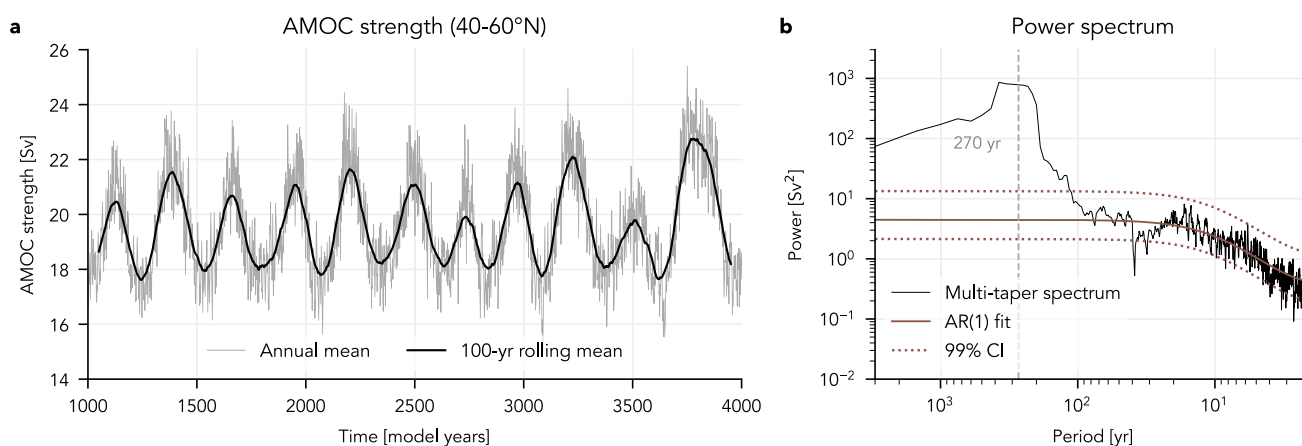 a
AMOC strength (40-60°N)
AMOC strength [Sv]
26
24
22
20
18
16
14
1000 1500 2000 2500 3000 3500 4000
Time [model years]
Annual mean
100-yr rolling mean
b
Power spectrum
Power [Sv²]
10³
10²
10¹
10⁰
10⁻¹
10⁻²
270 yr
Multi-taper spectrum
AR(1) fit
99% CI
10³ 10² 10¹
Period [yr]